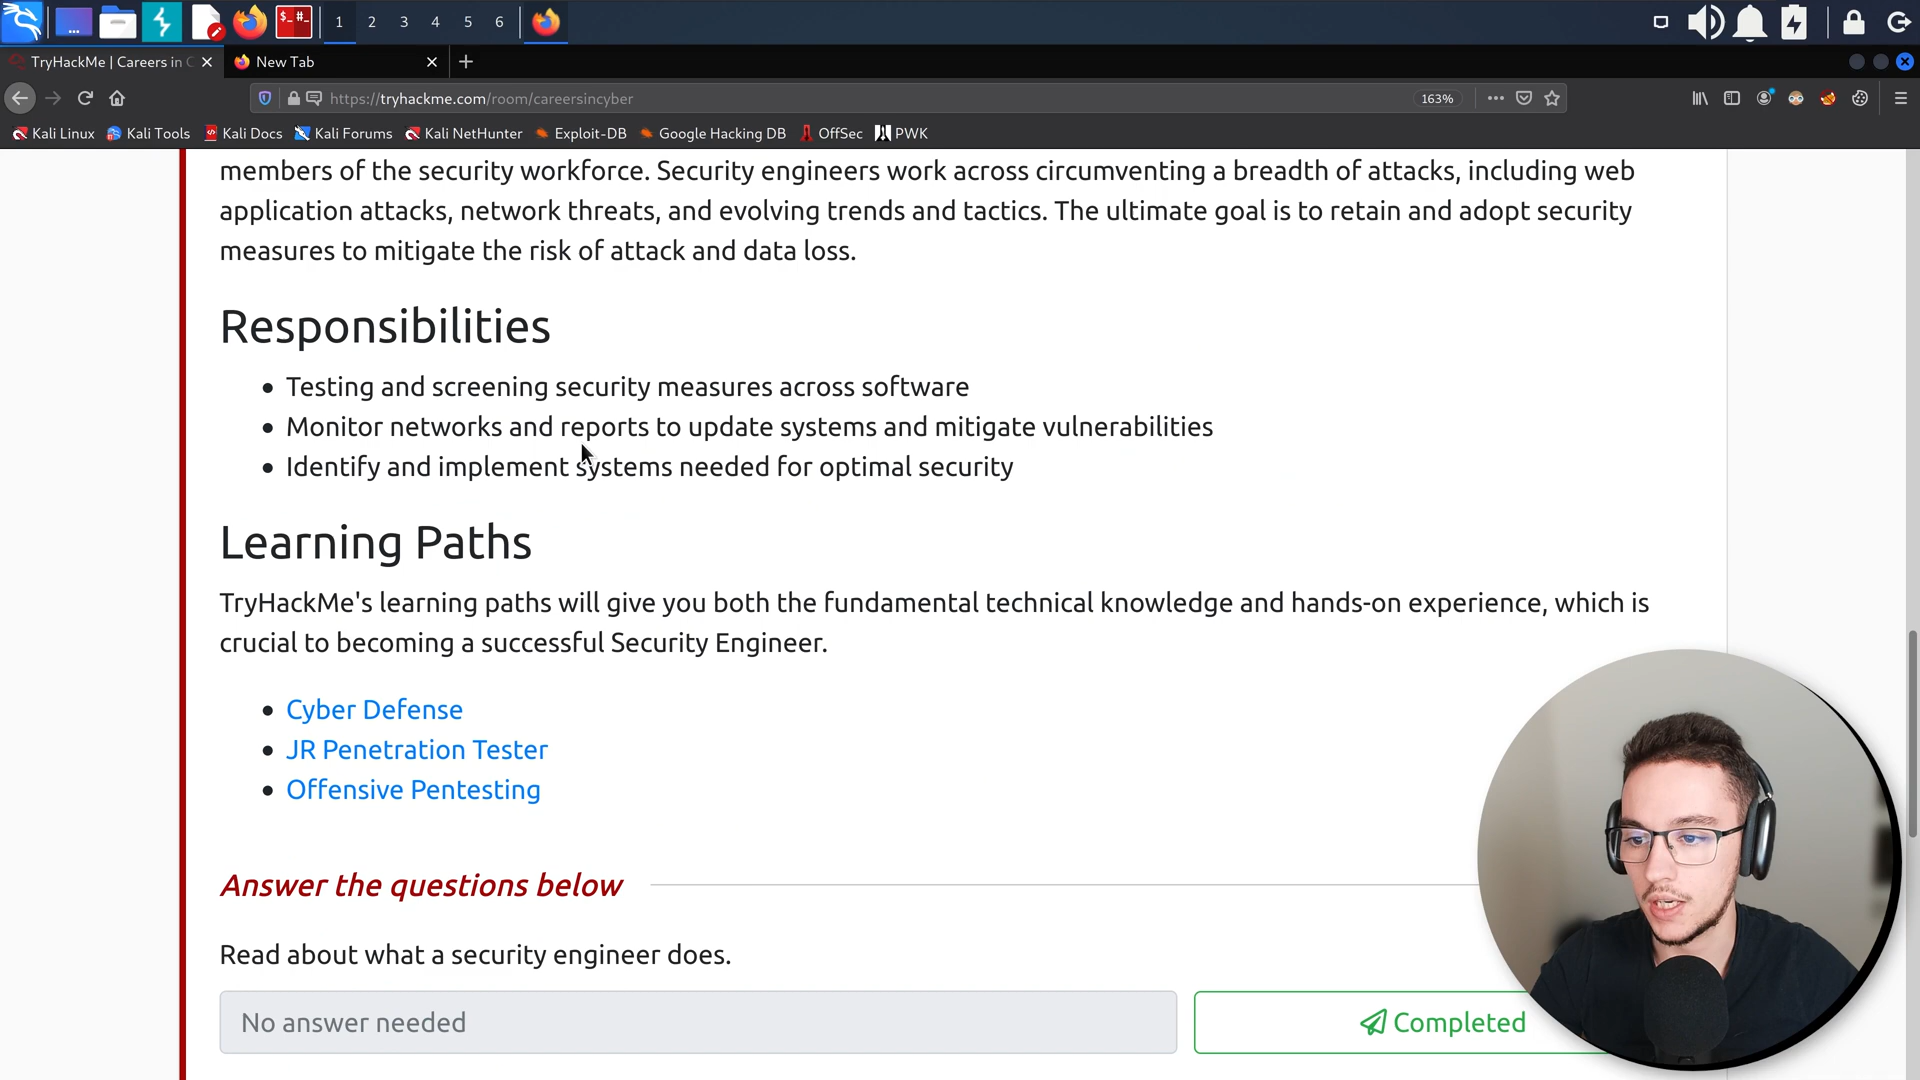 1 2 3 4 5 6
TryHackMe | Careers in C
New Tab
https://tryhackme.com/room/careersincyber
163%
Kali Linux Kali Tools Kali Docs Kali Forums Kali NetHunter Exploit-DB Google Hacking DB OffSec PWK
members of the security workforce. Security engineers work across circumventing a breadth of attacks, including web
application attacks, network threats, and evolving trends and tactics. The ultimate goal is to retain and adopt security
measures to mitigate the risk of attack and data loss.
Responsibilities
Testing and screening security measures across software
Monitor networks and reports to update systems and mitigate vulnerabilities
Identify and implement systems needed for optimal security
Learning Paths
TryHackMe's learning paths will give you both the fundamental technical knowledge and hands-on experience, which is
crucial to becoming a successful Security Engineer.
Cyber Defense
JR Penetration Tester
Offensive Pentesting
Answer the questions below
Read about what a security engineer does.
No answer needed
Completed